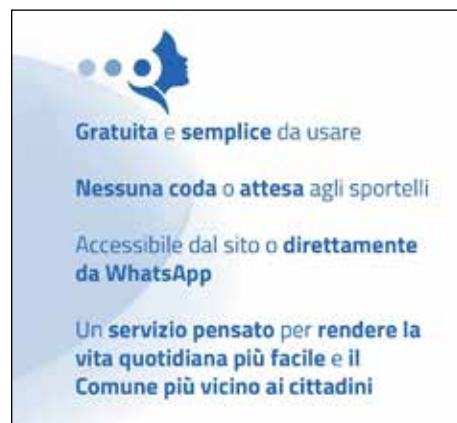 Gratuita e semplice da usare
Nessuna coda o attesa agli sportelli
Accessibile dal sito o direttamente
da WhatsApp
Un servizio pensato per rendere la
vita quotidiana più facile e il
Comune più vicino ai cittadini